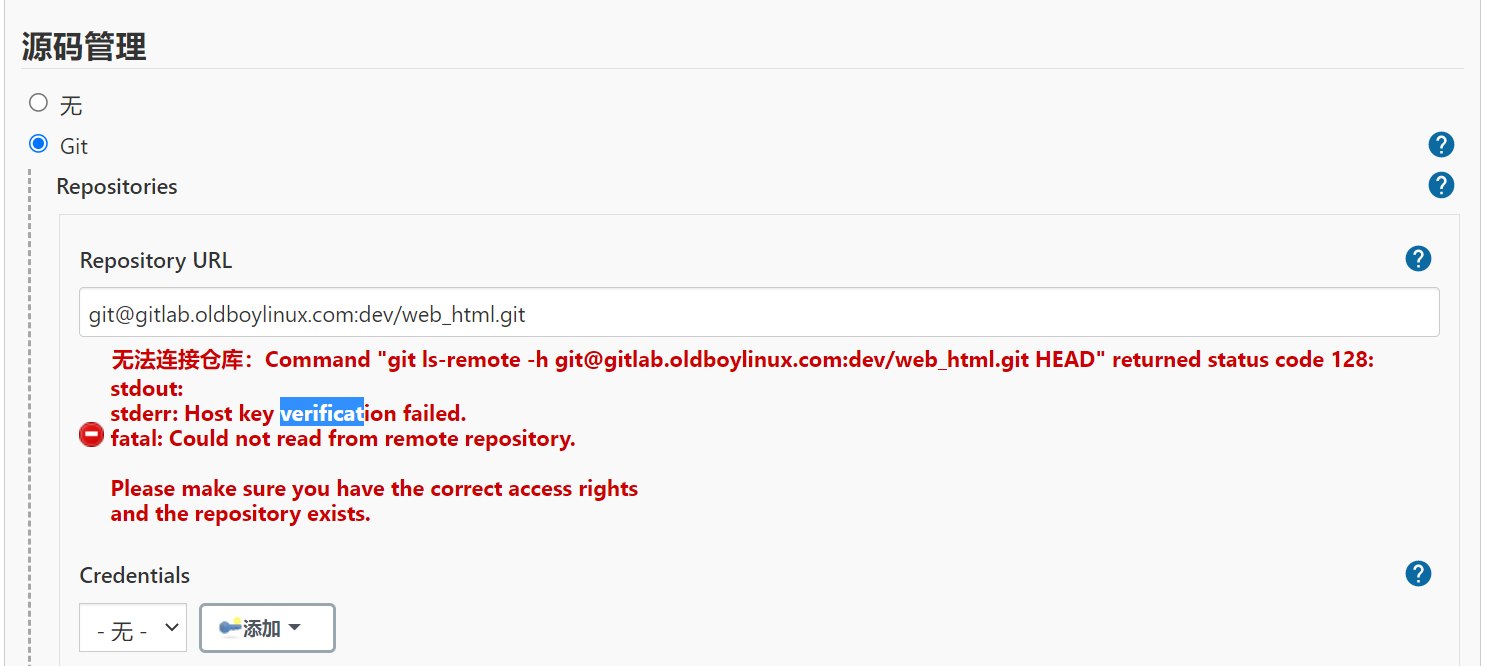 源码管理
无
Git
Repositories
Repository URL
git@gitlab.oldboylinux.com:dev/web_html.git
无法连接仓库：Command "git ls-remote -h git@gitlab.oldboylinux.com:dev/web_html.git HEAD" returned status code 128:
stdout:
stderr: Host key verification failed.
fatal: Could not read from remote repository.
Please make sure you have the correct access rights
and the repository exists.
Credentials
- 无 -
添加